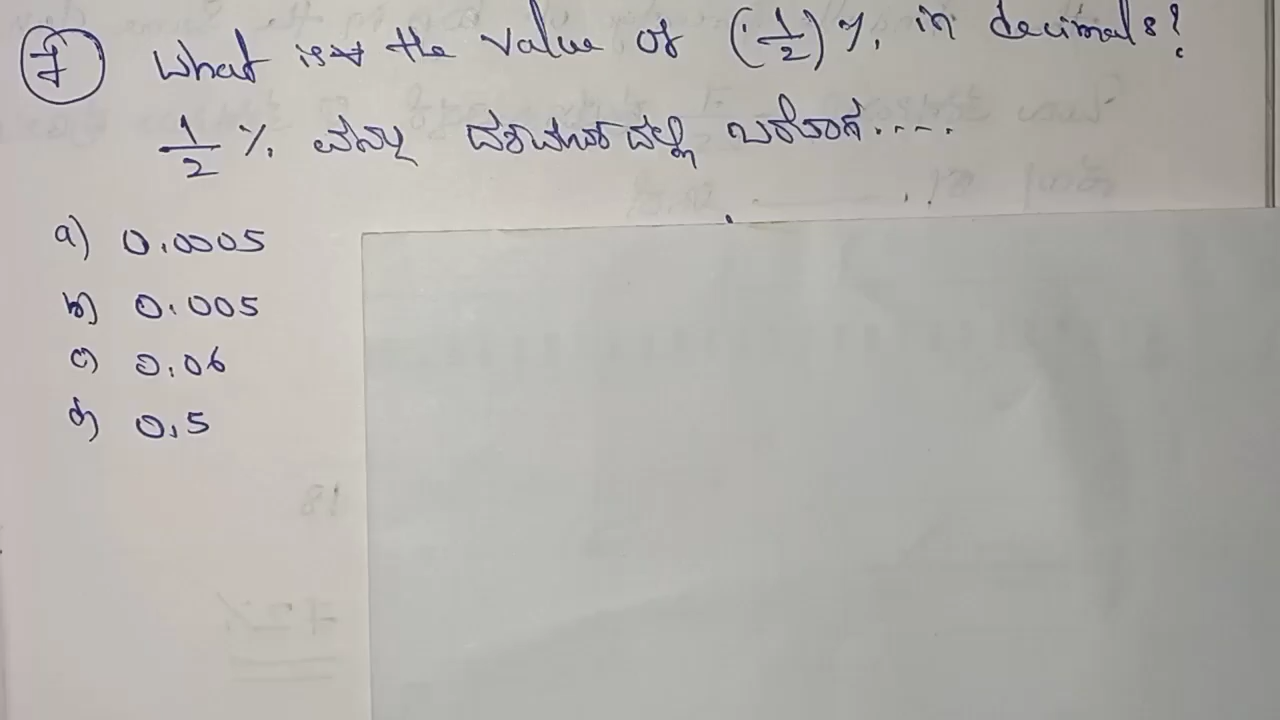 7 What is the value of (1/2) %. in decimals?
1/2 %. ವನ್ನು ದಶಮಾಂಶದಲ್ಲಿ ಬರೆದಾಗ....
a) 0.0005
b) 0.005
c) 0.06
d) 0.5